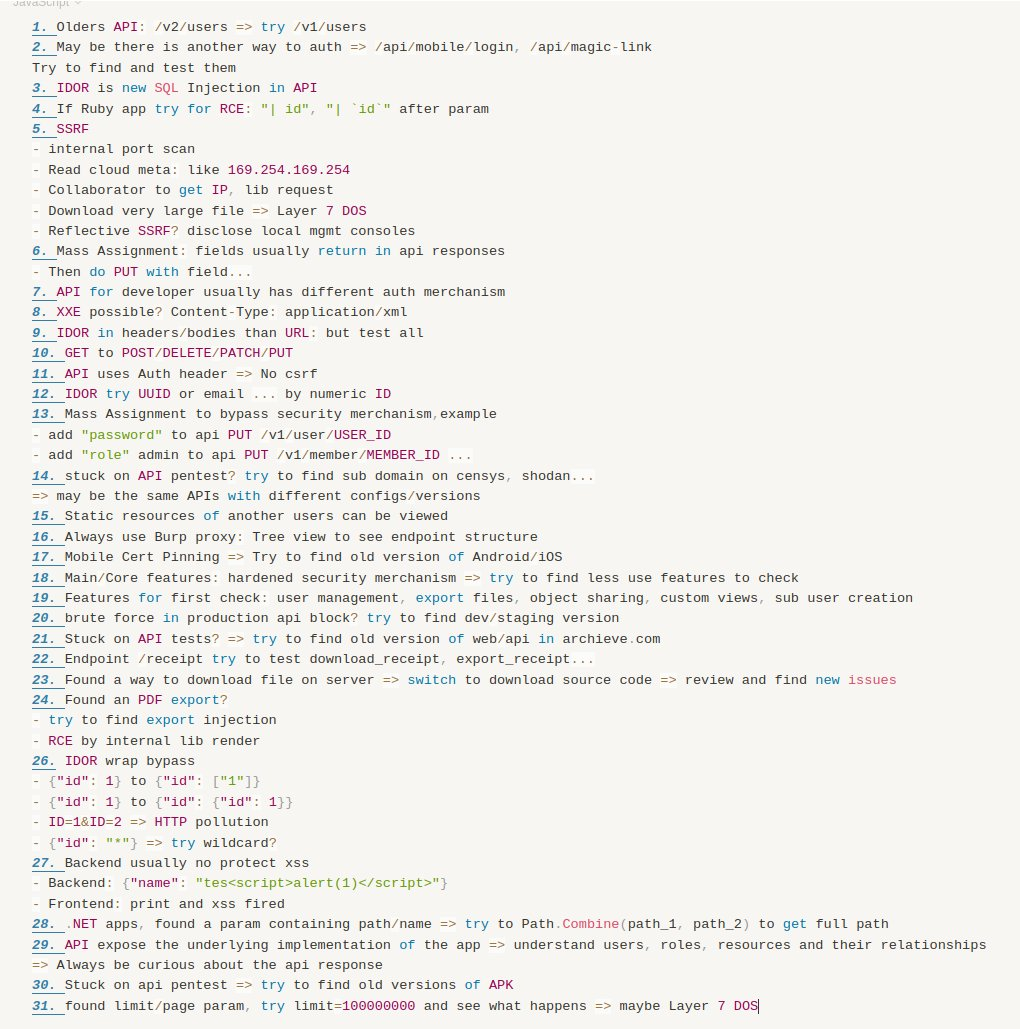 JavaScript
1. Olders API: /v2/users => try /v1/users
2. May be there is another way to auth => /api/mobile/login, /api/magic-link
Try to find and test them
3. IDOR is new SQL Injection in API
4. If Ruby app try for RCE: "| id", "| `id`" after param
5. SSRF
- internal port scan
- Read cloud meta: like 169.254.169.254
- Collaborator to get IP, lib request
- Download very large file => Layer 7 DOS
- Reflective SSRF? disclose local mgmt consoles
6. Mass Assignment: fields usually return in api responses
- Then do PUT with field...
7. API for developer usually has different auth merchanism
8. XXE possible? Content-Type: application/xml
9. IDOR in headers/bodies than URL: but test all
10. GET to POST/DELETE/PATCH/PUT
11. API uses Auth header => No csrf
12. IDOR try UUID or email ... by numeric ID
13. Mass Assignment to bypass security merchanism,example
- add "password" to api PUT /v1/user/USER_ID
- add "role" admin to api PUT /v1/member/MEMBER_ID ...
14. stuck on API pentest? try to find sub domain on censys, shodan...
=> may be the same APIs with different configs/versions
15. Static resources of another users can be viewed
16. Always use Burp proxy: Tree view to see endpoint structure
17. Mobile Cert Pinning => Try to find old version of Android/iOS
18. Main/Core features: hardened security merchanism => try to find less use features to check
19. Features for first check: user management, export files, object sharing, custom views, sub user creation
20. brute force in production api block? try to find dev/staging version
21. Stuck on API tests? => try to find old version of web/api in archieve.com
22. Endpoint /receipt try to test download_receipt, export_receipt...
23. Found a way to download file on server => switch to download source code => review and find new issues
24. Found an PDF export?
- try to find export injection
- RCE by internal lib render
26. IDOR wrap bypass
- {"id": 1} to {"id": ["1"]}
- {"id": 1} to {"id": {"id": 1}}
- ID=1&ID=2 => HTTP pollution
- {"id": "*"} => try wildcard?
27. Backend usually no protect xss
- Backend: {"name": "tes<script>alert(1)</script>"}
- Frontend: print and xss fired
28. .NET apps, found a param containing path/name => try to Path.Combine(path_1, path_2) to get full path
29. API expose the underlying implementation of the app => understand users, roles, resources and their relationships
=> Always be curious about the api response
30. Stuck on api pentest => try to find old versions of APK
31. found limit/page param, try limit=100000000 and see what happens => maybe Layer 7 DOS